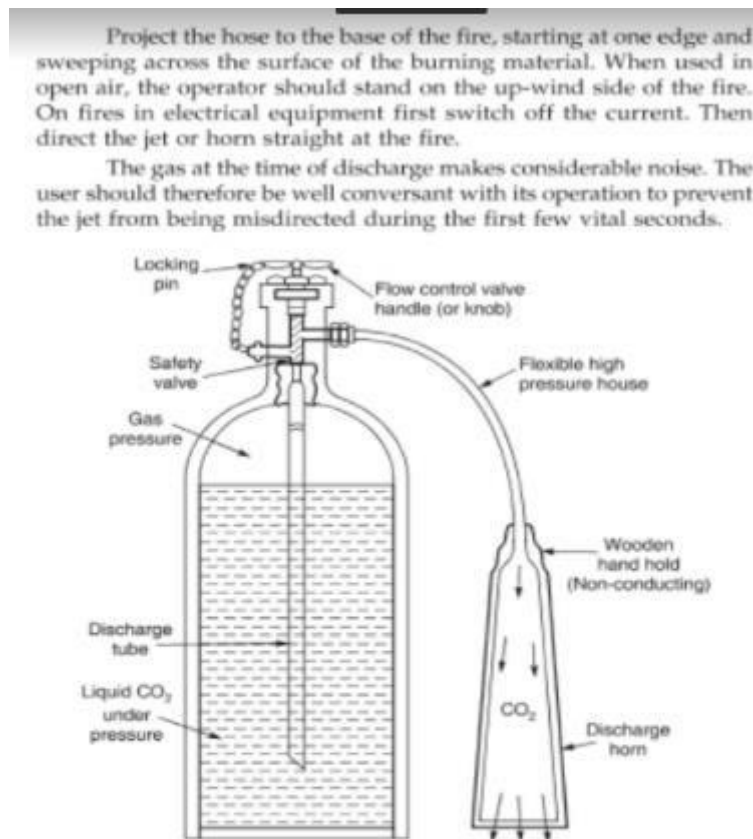 Project the hose to the base of the fire, starting at one edge and
sweeping across the surface of the burning material. When used in
open air, the operator should stand on the up-wind side of the fire.
On fires in electrical equipment first switch off the current. Then
direct the jet or horn straight at the fire.
The gas at the time of discharge makes considerable noise. The
user should therefore be well conversant with its operation to prevent
the jet from being misdirected during the first few vital seconds.
Locking
pin
Flow control valve
handle (or knob)
Safety
valve
Flexible high
pressure house
Gas
pressure
Wooden
hand hold
(Non-conducting)
Discharge
tube
Liquid CO₂
under
pressure
CO₂
Discharge
horn